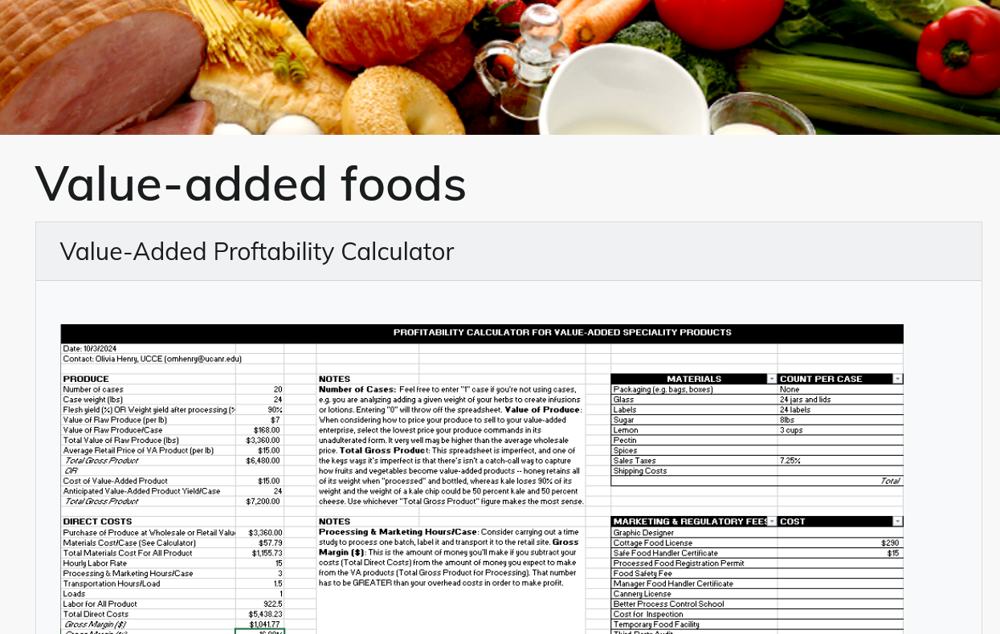 Value-added foods
Value-Added Proftability Calculator
PROFITABILITY CALCULATOR FOR VALUE-ADDED SPECIALITY PRODUCTS
Date: 10/3/2024
Contact: Olivia Henry, UCCE (omhenry@ucanr.edu)
PRODUCE
Number of cases 20
Case weight (lbs) 24
Flesh yield (%) OR Weight yield after processing (% 90%
Value of Raw Produce (per lb) $7
Value of Raw Produce/Case $168.00
Total Value of Raw Produce (lbs) $3,360.00
Average Retail Price of VA Product (per lb) $15.00
Total Gross Product $6,480.00
OR
Cost of Value-Added Product $15.00
Anticipated Value-Added Product Yield/Case 24
Total Gross Product $7,200.00
NOTES
Number of Cases: Feel free to enter "1" case if you're not using cases,
e.g. you are analyzing adding a given weight of your herbs to create infusions
or lotions. Entering "0" will throw off the spreadsheet. Value of Produce:
When considering how to price your produce to sell to your value-added
enterprise, select the lowest price your produce commands in its
unadulterated form. It very well may be higher than the average wholesale
price. Total Gross Product: This spreadsheet is imperfect, and one of
the keys ways it's imperfect is that there's isn't a catch-call way to capture
how fruits and vegetables become value-added products -- honey retains all
of its weight when "processed" and bottled, whereas kale loses 90% of its
weight and the weight of a kale chip could be 50 percent kale and 50 percent
cheese. Use whichever "Total Gross Product" figure makes the most sense.
MATERIALS COUNT PER CASE
Packaging (e.g. bags, boxes) None
Glass 24 jars and lids
Labels 24 labels
Sugar 8lbs
Lemon 3 cups
Pectin
Spices
Sales Taxes 7.25%
Shipping Costs
Total
DIRECT COSTS
Purchase of Produce at Wholesale or Retail Valu $3,360.00
Materials Cost/Case (See Calculator) $57.79
Total Materials Cost For All Product $1,155.73
Hourly Labor Rate 15
Processing & Marketing Hours/Case 3
Transportation Hours/Load 1.5
Loads 1
Labor for All Product 922.5
Total Direct Costs $5,438.23
Gross Margin ($) $1,041.77
NOTES
Processing & Marketing Hours/Case: Consider carrying out a time
study to process one batch, label it and transport it to the retail site. Gross
Margin ($): This is the amount of money you'll make if you subtract your
costs (Total Direct Costs) from the amount of money you expect to make
from the VA products (Total Gross Product for Processing). That number
has to be GREATER than your overhead costs in order to make profit.
MARKETING & REGULATORY FEES COST
Graphic Designer
Cottage Food License $290
Safe Food Handler Certificate $15
Processed Food Registration Permit
Food Safety Fee
Manager Food Handler Certificate
Cannery License
Better Process Control School
Cost for Inspection
Temporary Food Facility